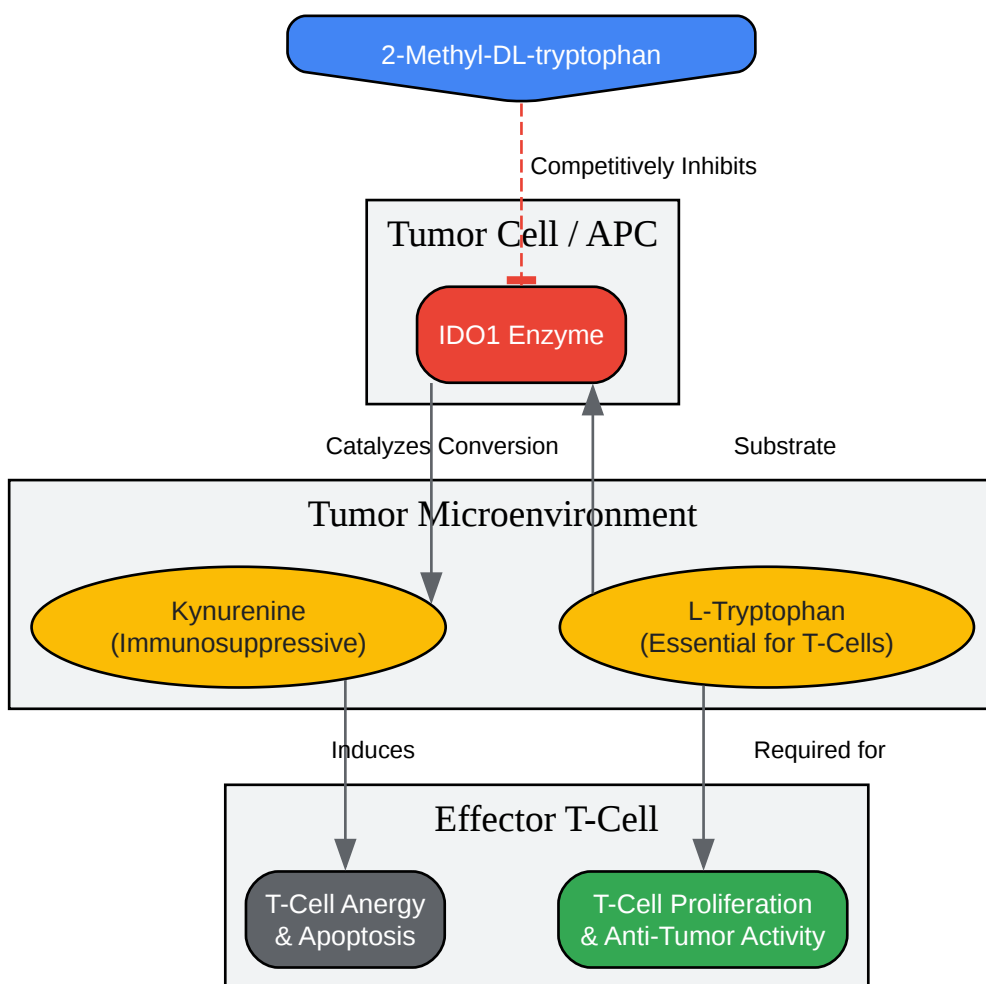 2-Methyl-DL-tryptophan
Competitively Inhibits
Tumor Cell / APC
IDO1 Enzyme
Catalyzes Conversion
Substrate
Tumor Microenvironment
Kynurenine
(Immunosuppressive)
L-Tryptophan
(Essential for T-Cells)
Induces
Required for
Effector T-Cell
T-Cell Anergy
& Apoptosis
T-Cell Proliferation
& Anti-Tumor Activity